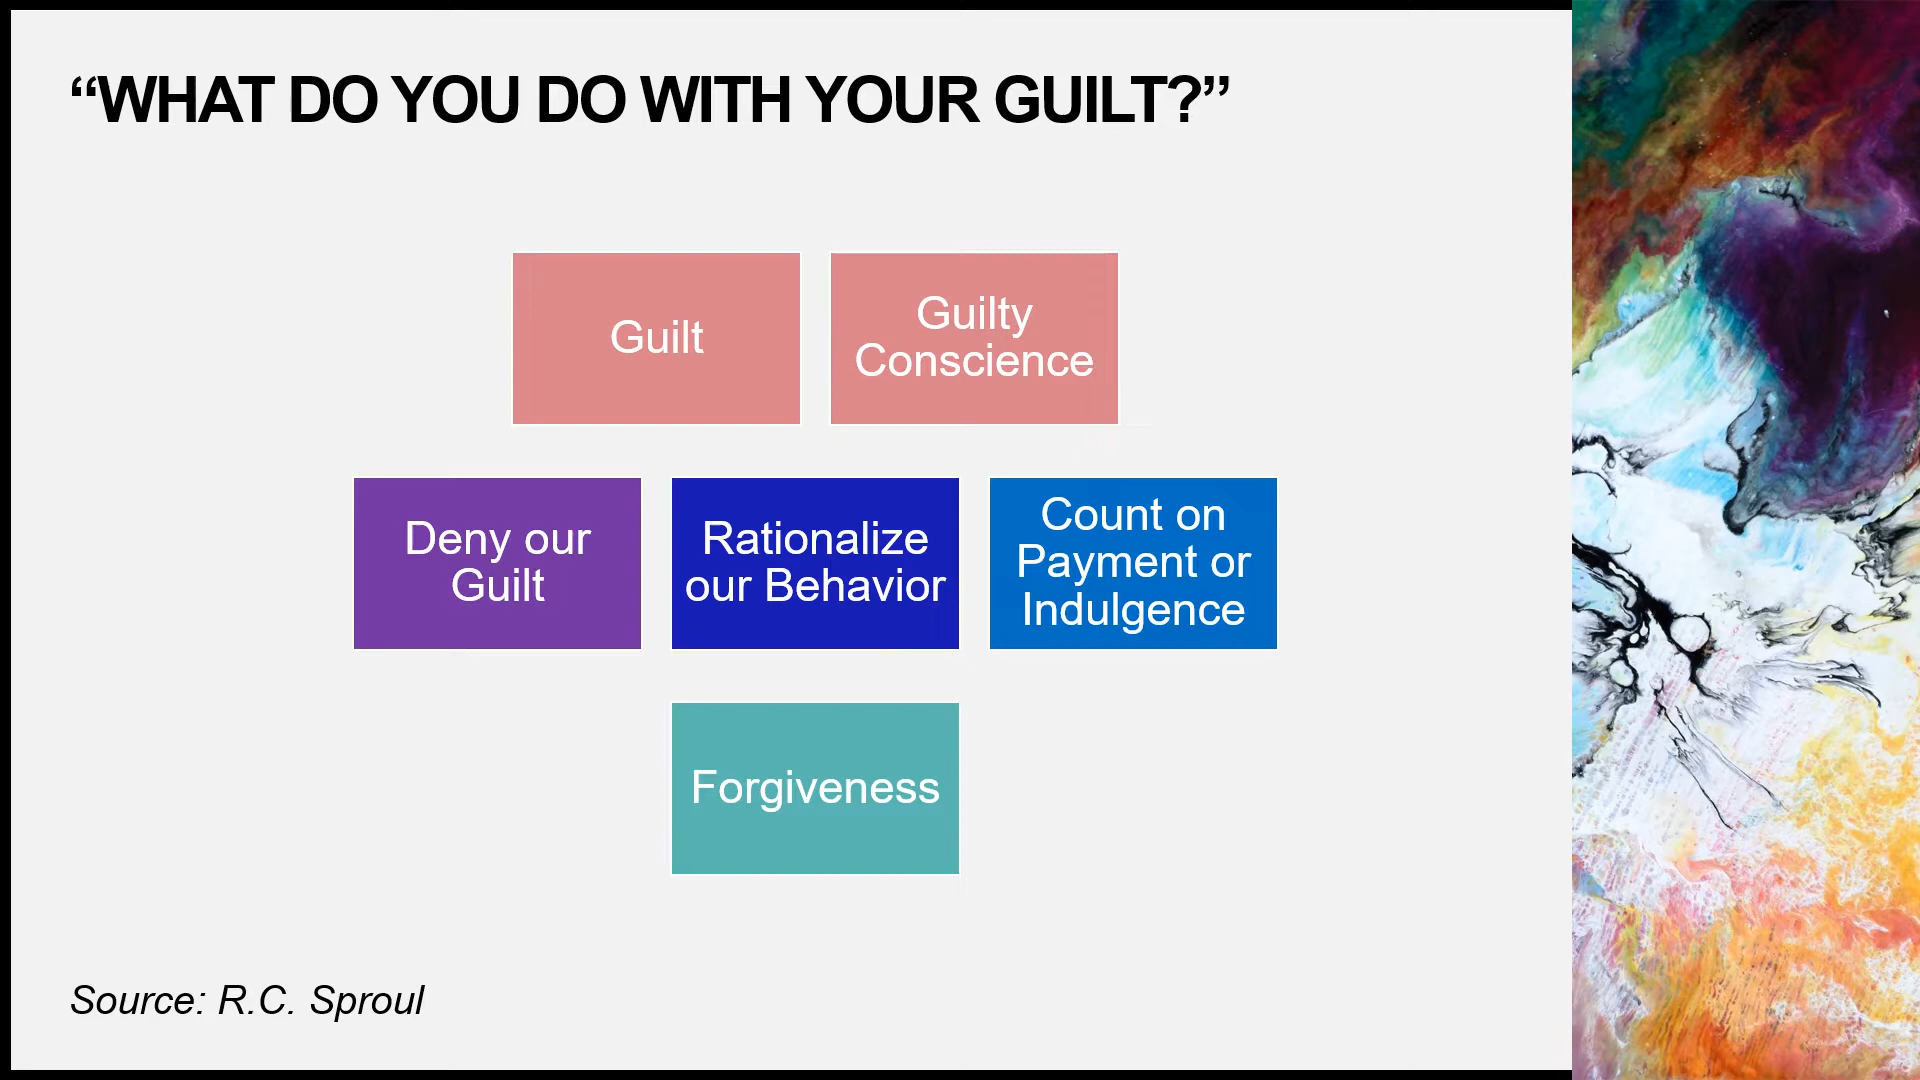 “WHAT DO YOU DO WITH YOUR GUILT?”
Guilt
Guilty
Conscience
Deny our
Guilt
Rationalize
our Behavior
Count on
Payment or
Indulgence
Forgiveness
Source: R.C. Sproul